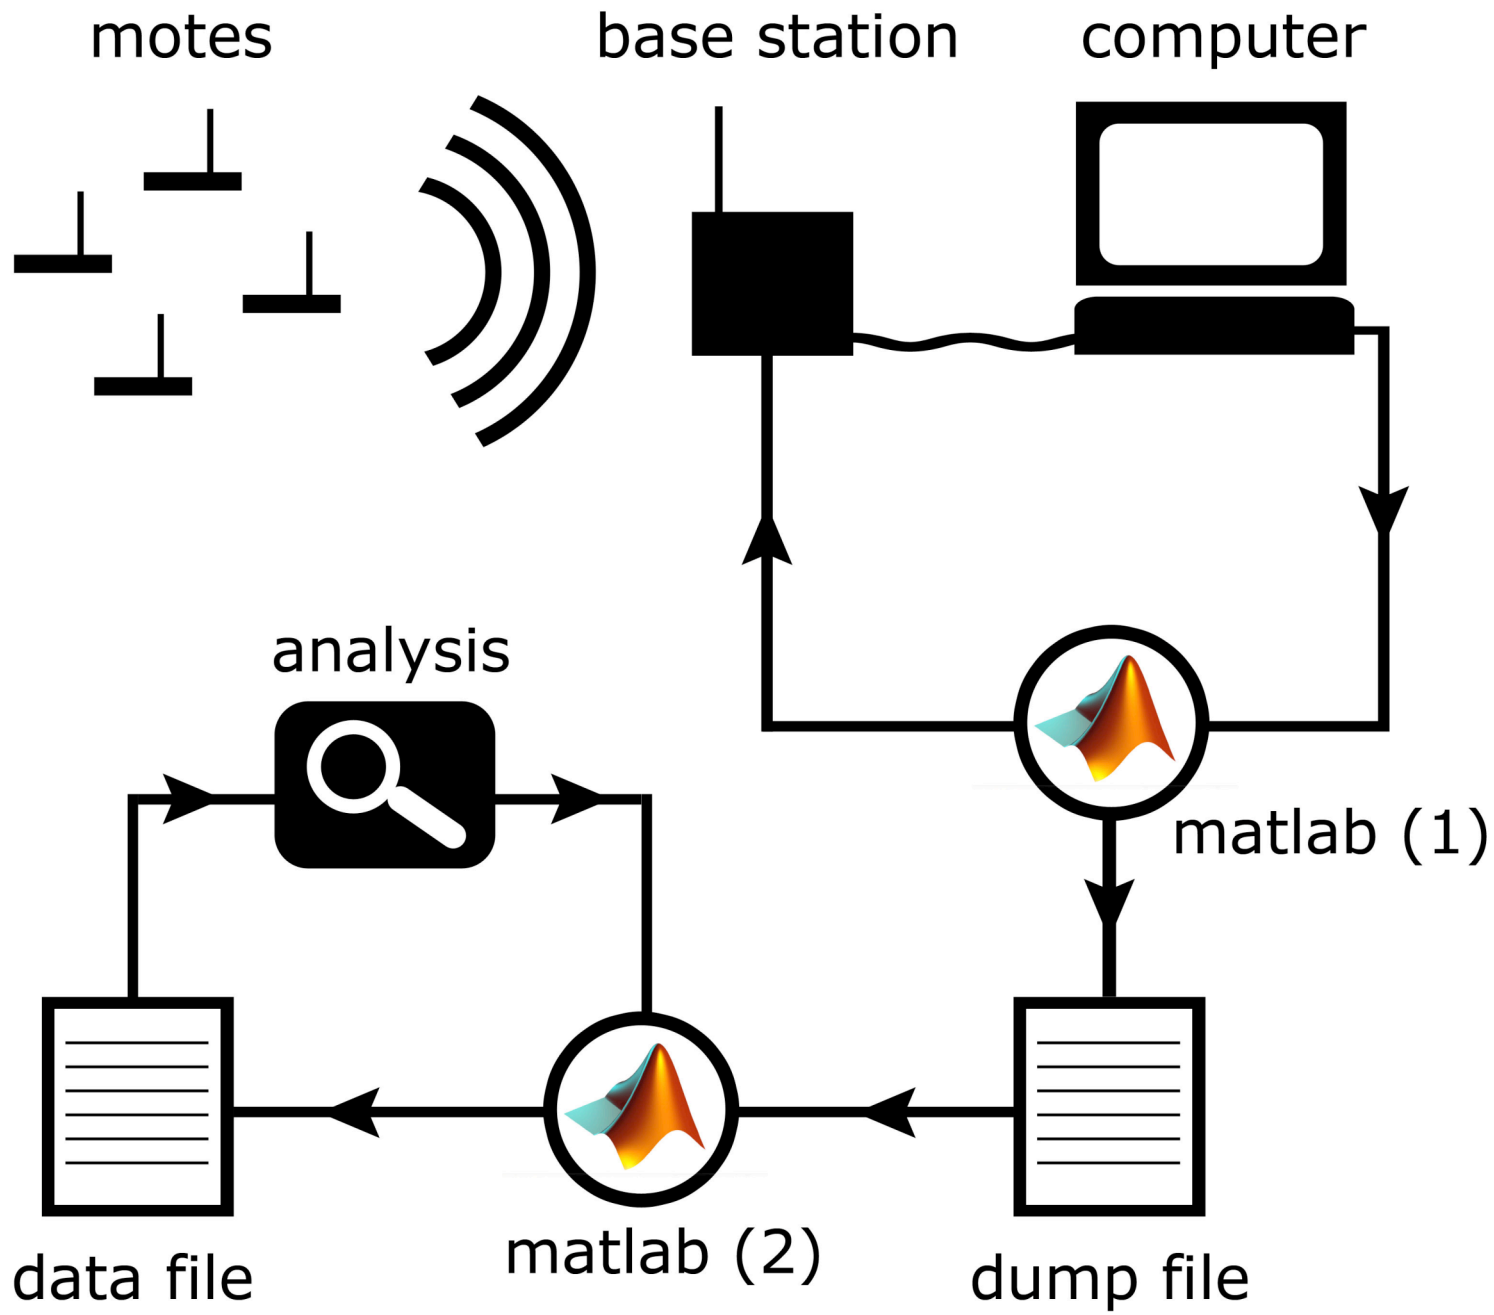 motes
base station
computer
analysis
matlab (1)
matlab (2)
data file
dump file